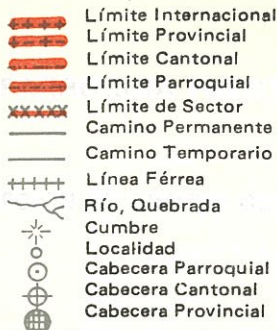 Límite Internacional
Límite Provincial
Límite Cantonal
Límite Parroquial
Límite de Sector
Camino Permanente
Camino Temporario
Línea Férrea
Río, Quebrada
Cumbre
Localidad
Cabecera Parroquial
Cabecera Cantonal
Cabecera Provincial